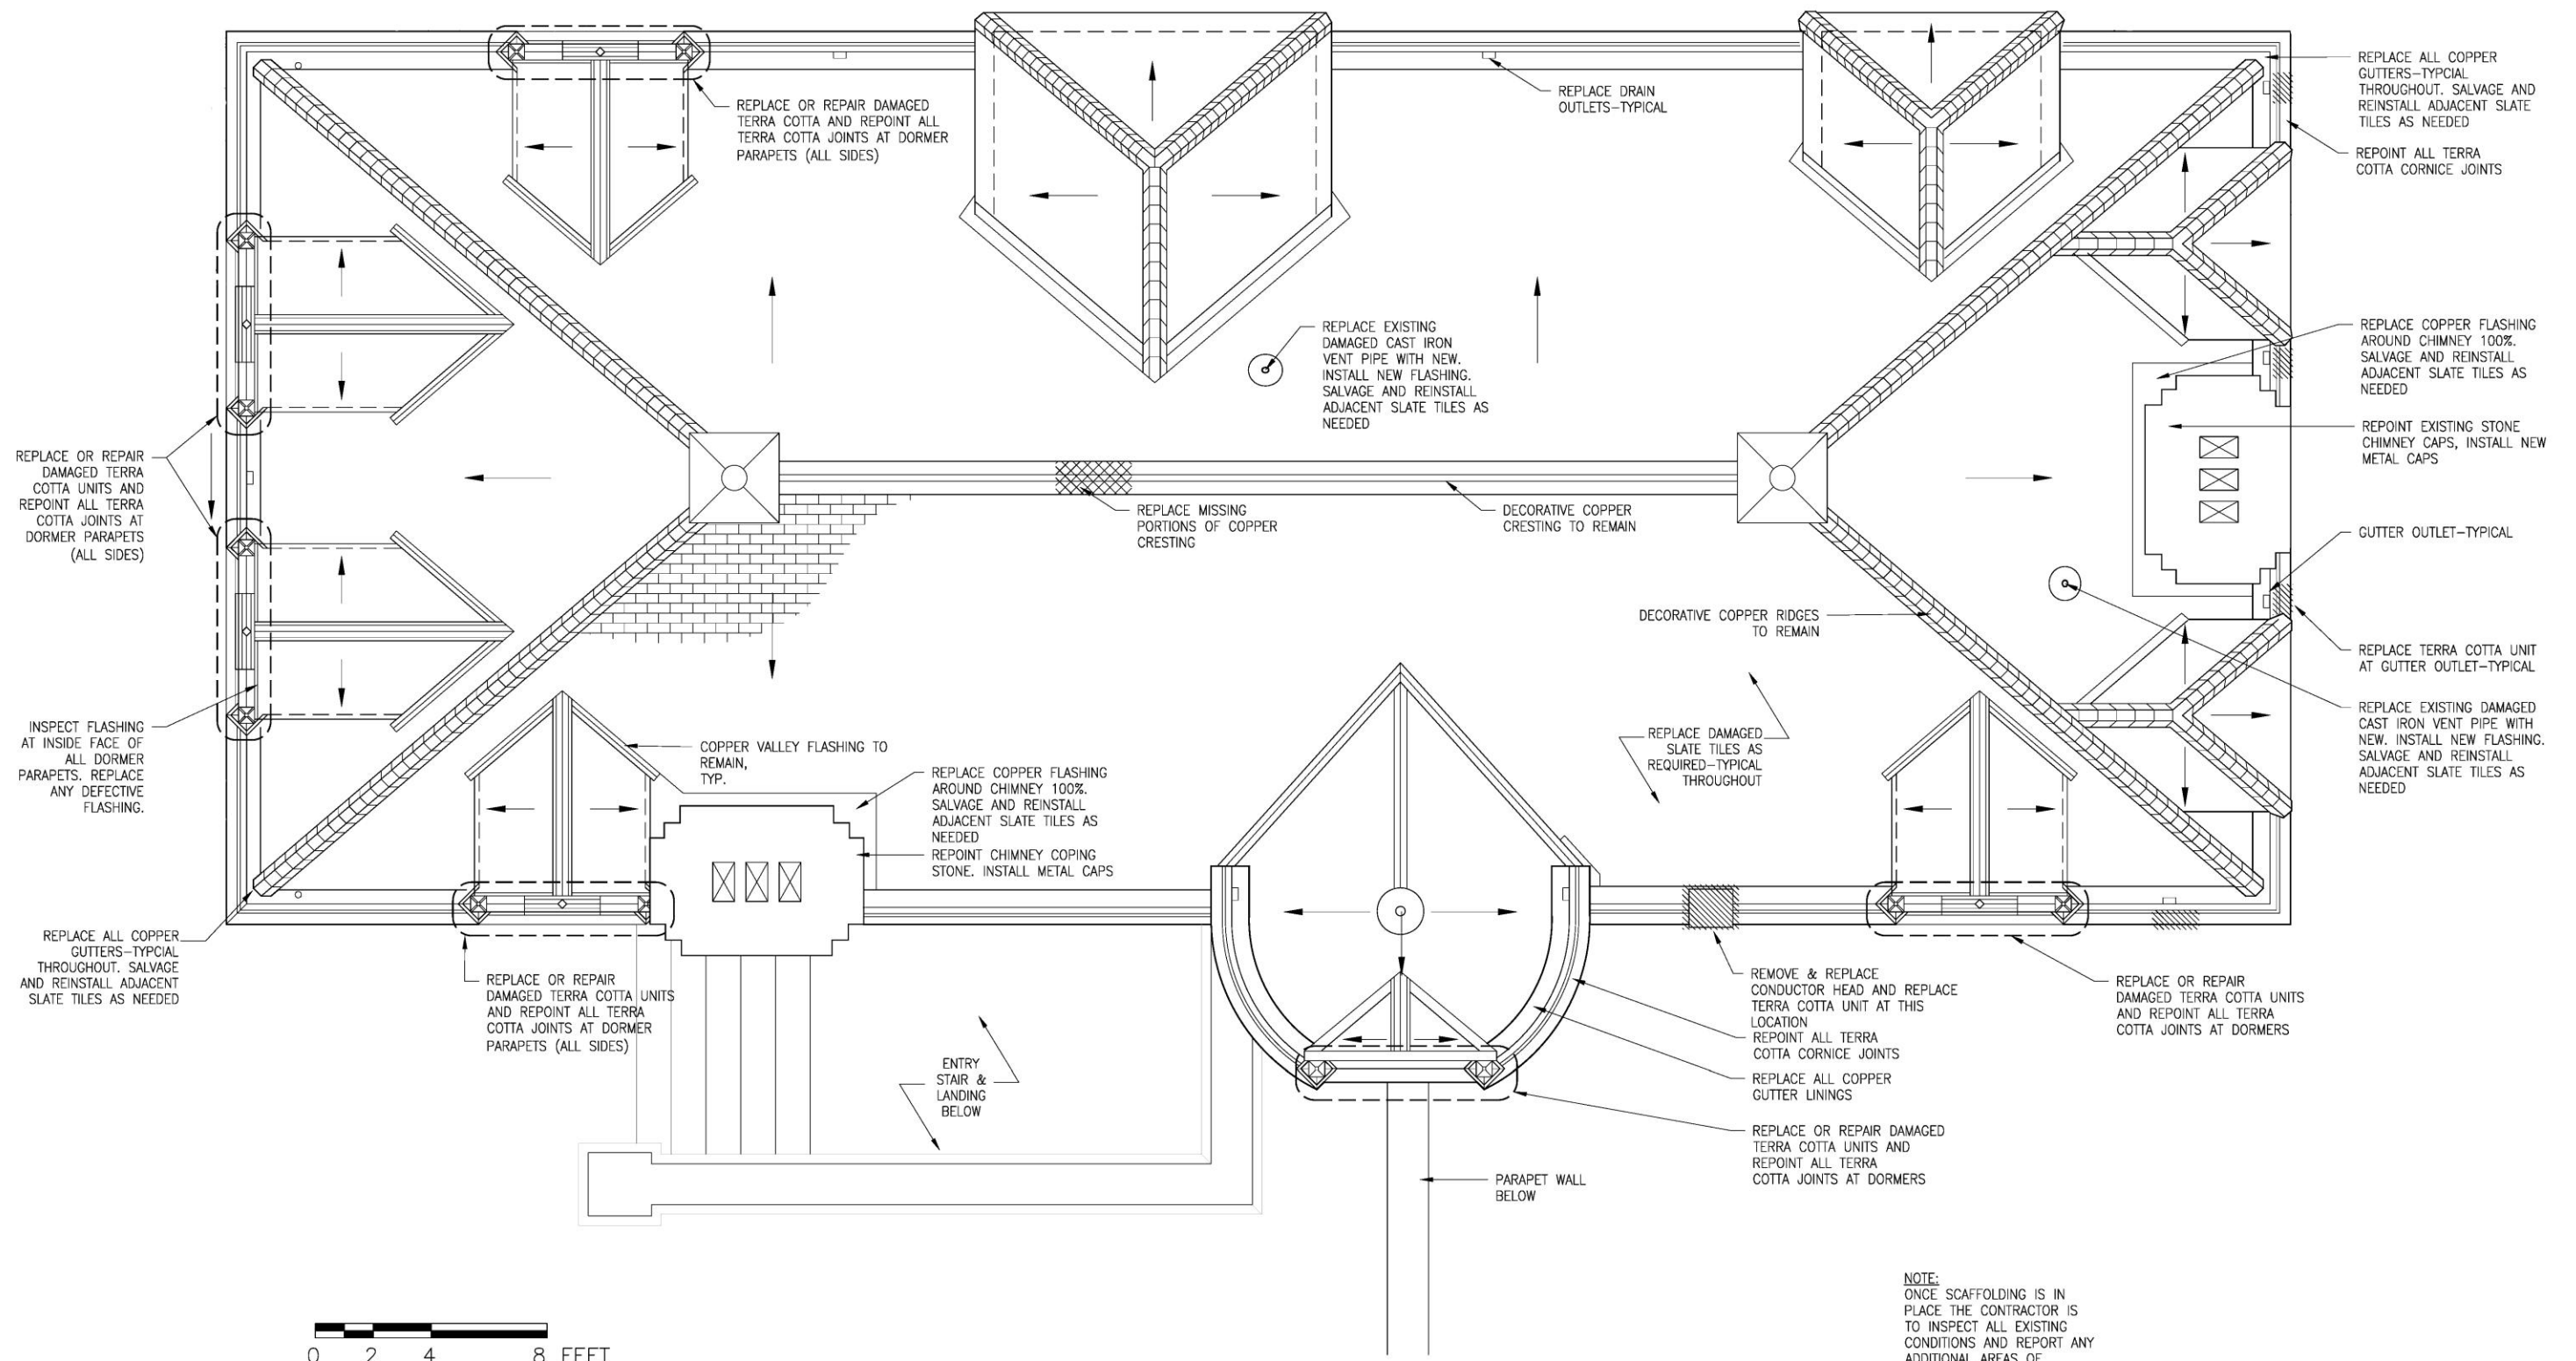 REPLACE OR REPAIR DAMAGED
TERRA COTTA AND REPOINT ALL
TERRA COTTA JOINTS AT DORMER
PARAPETS (ALL SIDES)
REPLACE DRAIN
OUTLETS-TYPICAL
REPLACE ALL COPPER
GUTTERS-TYPCIAL
THROUGHOUT. SALVAGE AND
REINSTALL ADJACENT SLATE
TILES AS NEEDED
REPOINT ALL TERRA
COTTA CORNICE JOINTS
REPLACE EXISTING
DAMAGED CAST IRON
VENT PIPE WITH NEW.
INSTALL NEW FLASHING.
SALVAGE AND REINSTALL
ADJACENT SLATE TILES AS
NEEDED
REPLACE COPPER FLASHING
AROUND CHIMNEY 100%.
SALVAGE AND REINSTALL
ADJACENT SLATE TILES AS
NEEDED
REPOINT EXISTING STONE
CHIMNEY CAPS, INSTALL NEW
METAL CAPS
REPLACE OR REPAIR
DAMAGED TERRA
COTTA UNITS AND
REPOINT ALL TERRA
COTTA JOINTS AT
DORMER PARAPETS
(ALL SIDES)
REPLACE MISSING
PORTIONS OF COPPER
CRESTING
DECORATIVE COPPER
CRESTING TO REMAIN
GUTTER OUTLET-TYPICAL
DECORATIVE COPPER RIDGES
TO REMAIN
REPLACE TERRA COTTA UNIT
AT GUTTER OUTLET-TYPICAL
INSPECT FLASHING
AT INSIDE FACE OF
ALL DORMER
PARAPETS. REPLACE
ANY DEFECTIVE
FLASHING.
COPPER VALLEY FLASHING TO
REMAIN,
TYP.
REPLACE COPPER FLASHING
AROUND CHIMNEY 100%.
SALVAGE AND REINSTALL
ADJACENT SLATE TILES AS
NEEDED
REPOINT CHIMNEY COPING
STONE. INSTALL METAL CAPS
REPLACE DAMAGED
SLATE TILES AS
REQUIRED-TYPICAL
THROUGHOUT
REPLACE EXISTING DAMAGED
CAST IRON VENT PIPE WITH
NEW. INSTALL NEW FLASHING.
SALVAGE AND REINSTALL
ADJACENT SLATE TILES AS
NEEDED
REPLACE ALL COPPER
GUTTERS-TYPCIAL
THROUGHOUT. SALVAGE
AND REINSTALL ADJACENT
SLATE TILES AS NEEDED
REPLACE OR REPAIR
DAMAGED TERRA COTTA UNITS
AND REPOINT ALL TERRA
COTTA JOINTS AT DORMER
PARAPETS (ALL SIDES)
ENTRY
STAIR &
LANDING
BELOW
REMOVE & REPLACE
CONDUCTOR HEAD AND REPLACE
TERRA COTTA UNIT AT THIS
LOCATION
REPOINT ALL TERRA
COTTA CORNICE JOINTS
REPLACE ALL COPPER
GUTTER LININGS
REPLACE OR REPAIR
DAMAGED TERRA COTTA UNITS
AND REPOINT ALL TERRA
COTTA JOINTS AT DORMERS
REPLACE OR REPAIR DAMAGED
TERRA COTTA UNITS AND
REPOINT ALL TERRA
COTTA JOINTS AT DORMERS
PARAPET WALL
BELOW
NOTE:
ONCE SCAFFOLDING IS IN
PLACE THE CONTRACTOR IS
TO INSPECT ALL EXISTING
CONDITIONS AND REPORT ANY
ADDITIONAL AREAS OF
0 2 4 8 FEET